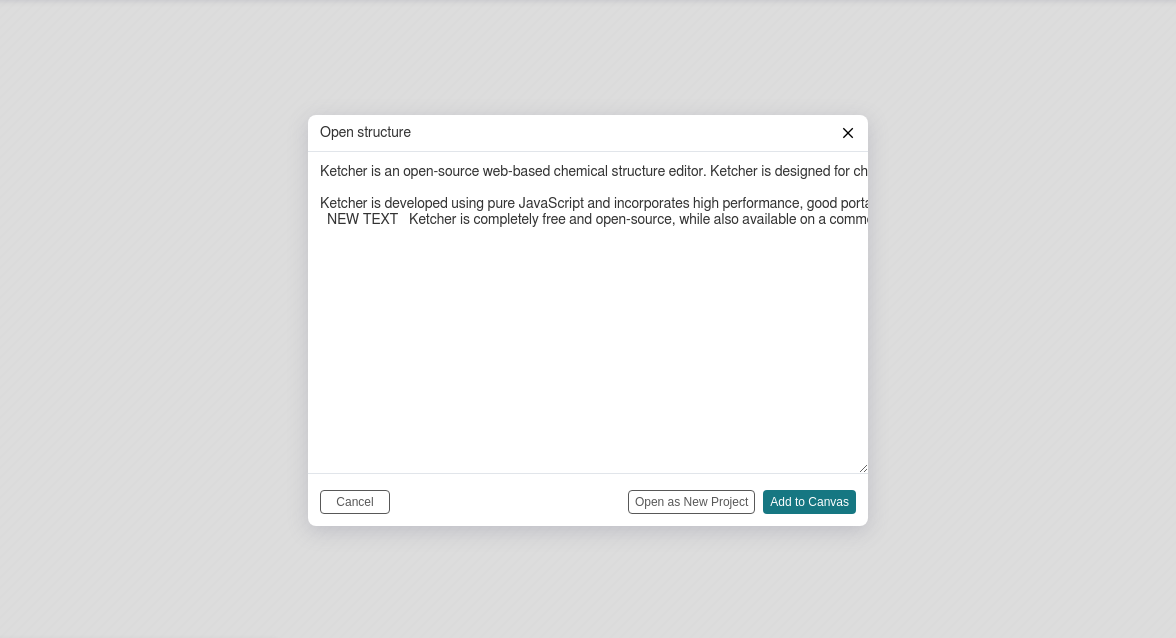 Open structure
Ketcher is an open-source web-based chemical structure editor. Ketcher is designed for ch
Ketcher is developed using pure JavaScript and incorporates high performance, good porta
NEW TEXT Ketcher is completely free and open-source, while also available on a comme
Cancel
Open as New Project
Add to Canvas